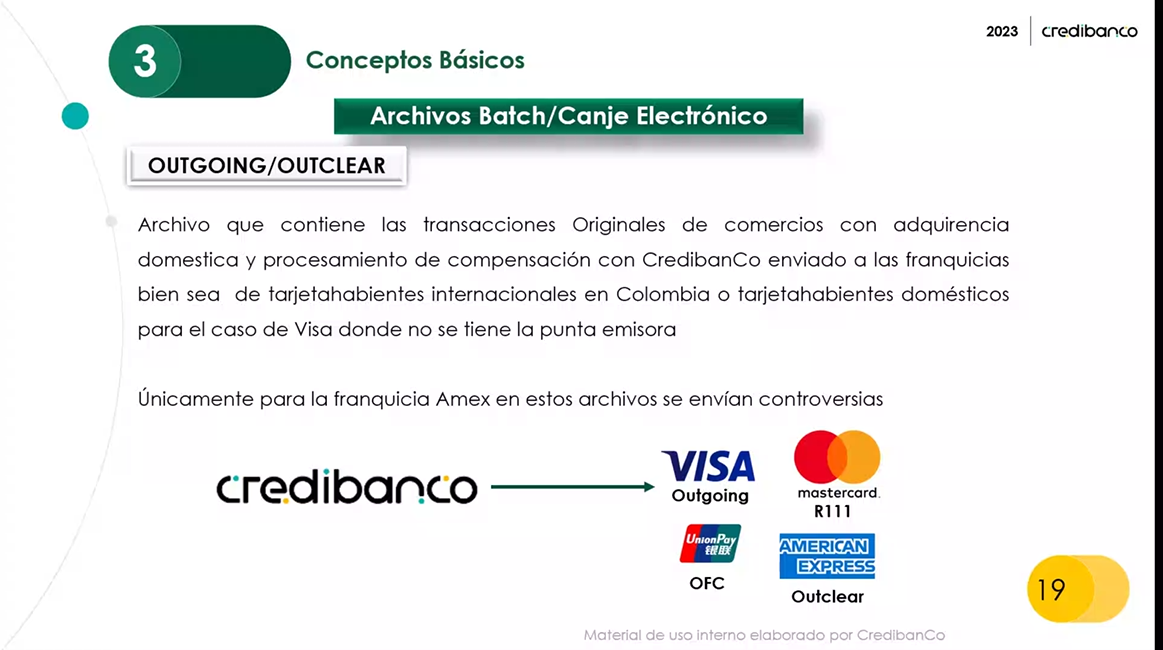 2023 credibanco
3 Conceptos Básicos
Archivos Batch/Canje Electrónico
OUTGOING/OUTCLEAR
Archivo que contiene las transacciones Originales de comercios con adquirencia
domestica y procesamiento de compensación con CredibanCo enviado a las franquicias
bien sea de tarjetahabientes internacionales en Colombia o tarjetahabientes domésticos
para el caso de Visa donde no se tiene la punta emisora
Únicamente para la franquicia Amex en estos archivos se envían controversias
credibanco
VISA
Outgoing
mastercard.
R111
UnionPay
银联
OFC
AMERICAN
EXPRESS
Outclear
19
Material de uso interno elaborado por CredibanCo